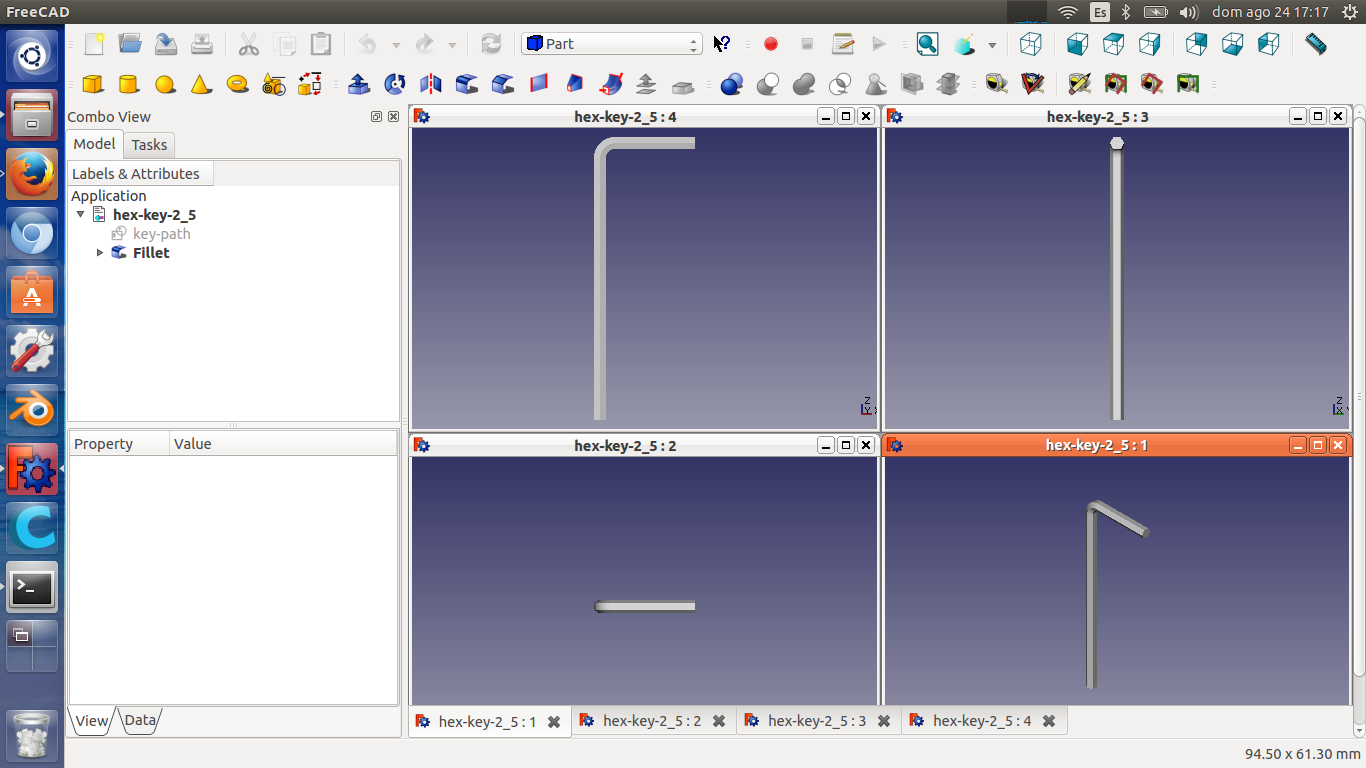 FreeCAD
Es
dom ago 24 17:17
Part
Combo View
Model
Tasks
Labels & Attributes
Application
hex-key-2_5
key-path
Fillet
Property
Value
View
Data
hex-key-2_5 : 4
hex-key-2_5 : 3
Z
Y
Z
X
hex-key-2_5 : 2
hex-key-2_5 : 1
hex-key-2_5 : 1
hex-key-2_5 : 2
hex-key-2_5 : 3
hex-key-2_5 : 4
94.50 x 61.30 mm